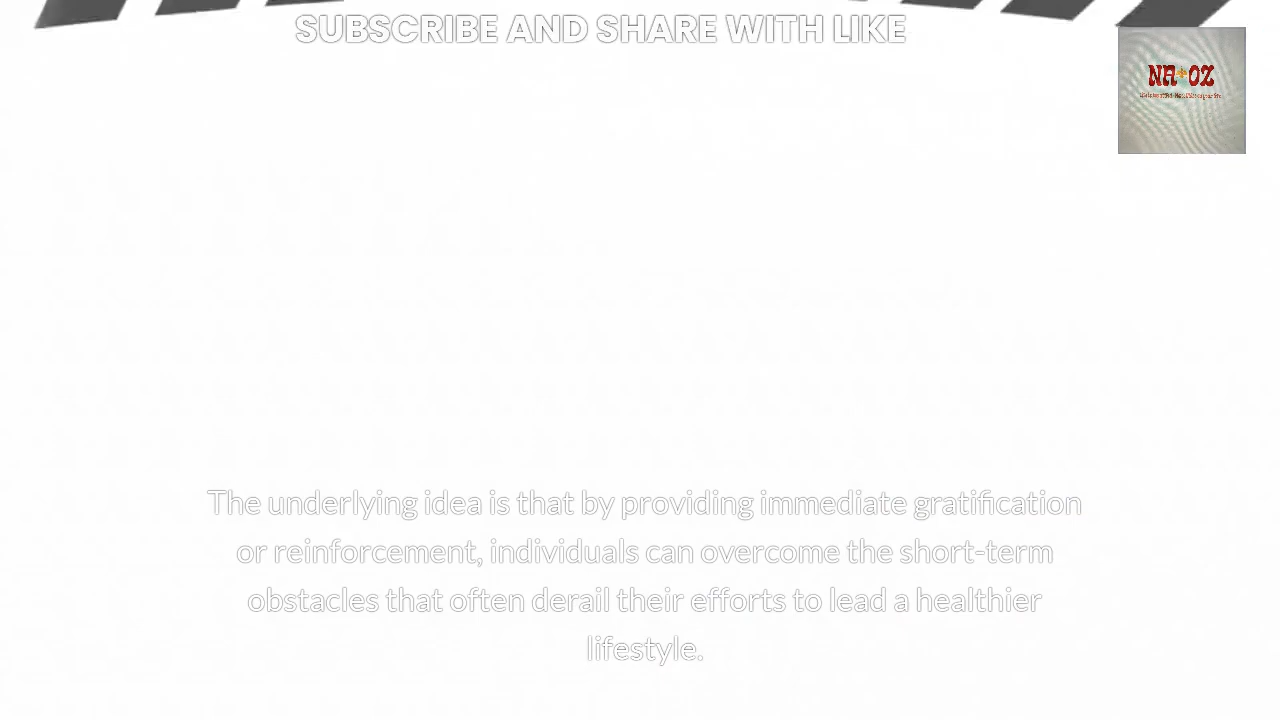 SUBSCRIBE AND SHARE WITH LIKE
NA OZ
The underlying idea is that by providing immediate gratification
or reinforcement, individuals can overcome the short-term
obstacles that often derail their efforts to lead a healthier
lifestyle.